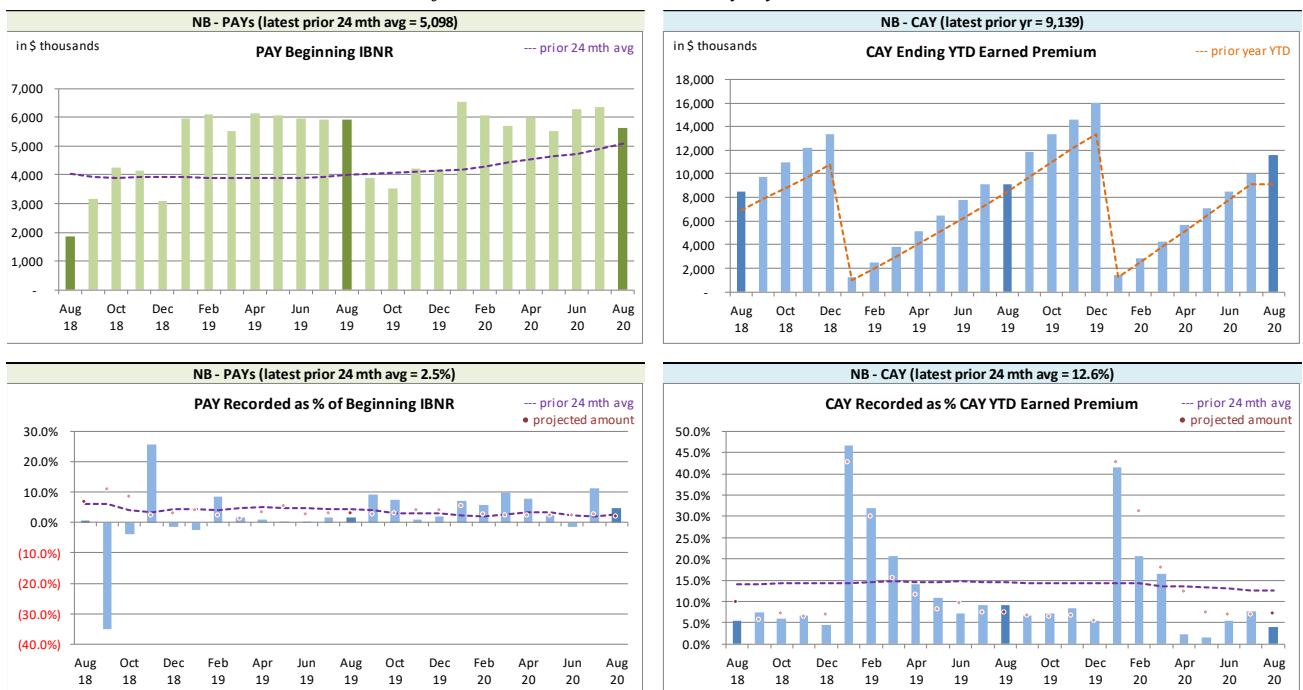 NB - PAYs (latest prior 24 mth avg = 5,098)
in $ thousands
PAY Beginning IBNR
--- prior 24 mth avg
7,000
6,000
5,000
4,000
3,000
2,000
1,000
-
Aug Oct Dec Feb Apr Jun Aug Oct Dec Feb Apr Jun Aug
18 18 18 19 19 19 19 19 19 20 20 20 20
NB - CAY (latest prior yr = 9,139)
in $ thousands
CAY Ending YTD Earned Premium
--- prior year YTD
18,000
16,000
14,000
12,000
10,000
8,000
6,000
4,000
2,000
-
Aug Oct Dec Feb Apr Jun Aug Oct Dec Feb Apr Jun Aug
18 18 18 19 19 19 19 19 19 20 20 20 20
NB - PAYs (latest prior 24 mth avg = 2.5%)
PAY Recorded as % of Beginning IBNR
--- prior 24 mth avg
• projected amount
30.0%
20.0%
10.0%
0.0%
(10.0%)
(20.0%)
(30.0%)
(40.0%)
Aug Oct Dec Feb Apr Jun Aug Oct Dec Feb Apr Jun Aug
18 18 18 19 19 19 19 19 19 20 20 20 20
NB - CAY (latest prior 24 mth avg = 12.6%)
CAY Recorded as % CAY YTD Earned Premium
--- prior 24 mth avg
• projected amount
50.0%
45.0%
40.0%
35.0%
30.0%
25.0%
20.0%
15.0%
10.0%
5.0%
0.0%
Aug Oct Dec Feb Apr Jun Aug Oct Dec Feb Apr Jun Aug
18 18 18 19 19 19 19 19 19 20 20 20 20